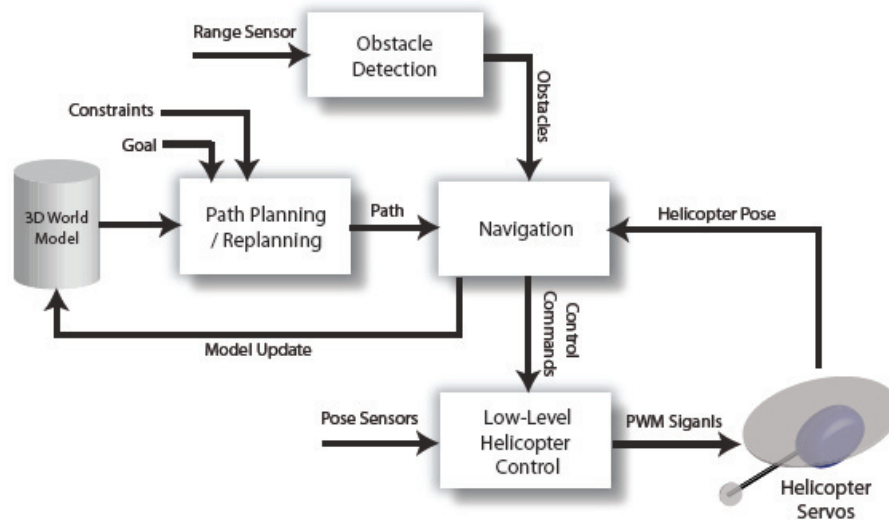 Range Sensor
Obstacle
Detection
Obstacles
Constraints
Goal
3D World
Model
Path Planning
/ Replanning
Path
Navigation
Helicopter Pose
Model Update
Control
Commands
Pose Sensors
Low-Level
Helicopter
Control
PWM Siganls
Helicopter
Servos